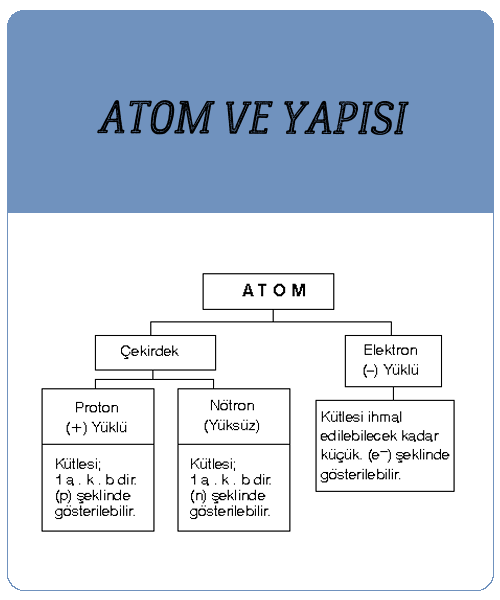 ATOM VE YAPISI
ATOM
Çekirdek
Elektron
(–) Yüklü
Proton
(+) Yüklü
Nötron
(Yüksüz)
Kütlesi ihmal
edilebilecek kadar
küçük. (e⁻) şeklinde
gösterilebilir.
Kütlesi;
1 a . k . b dir.
(p) şeklinde
gösterilebilir.
Kütlesi;
1 a . k . b dir.
(n) şeklinde
gösterilebilir.